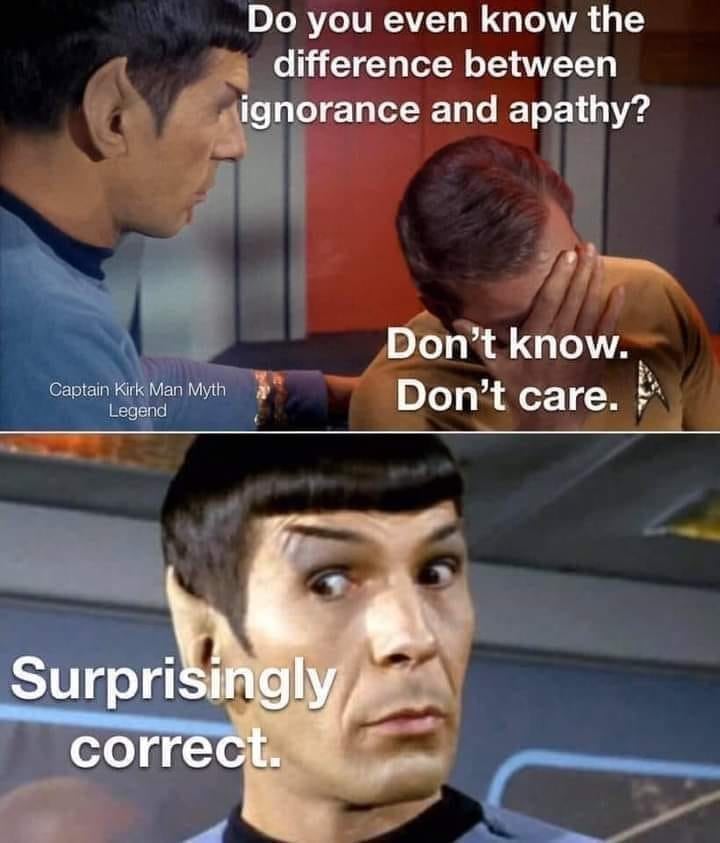 Do you even know the
difference between
ignorance and apathy?
Don't know.
Don't care.
Captain Kirk Man Myth
Legend
Surprisingly
correct.